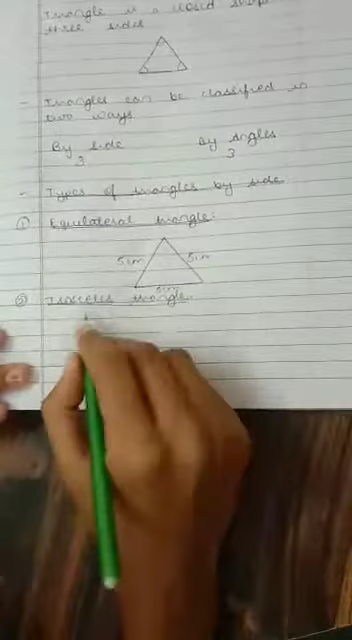 Triangle is a closed shape
three sides
- Triangles can be classified in
two ways
By side By Angles
3 3
- Types of triangles by side
① Equilateral triangle:
5cm 5cm
5cm
② Isosceles triangle.